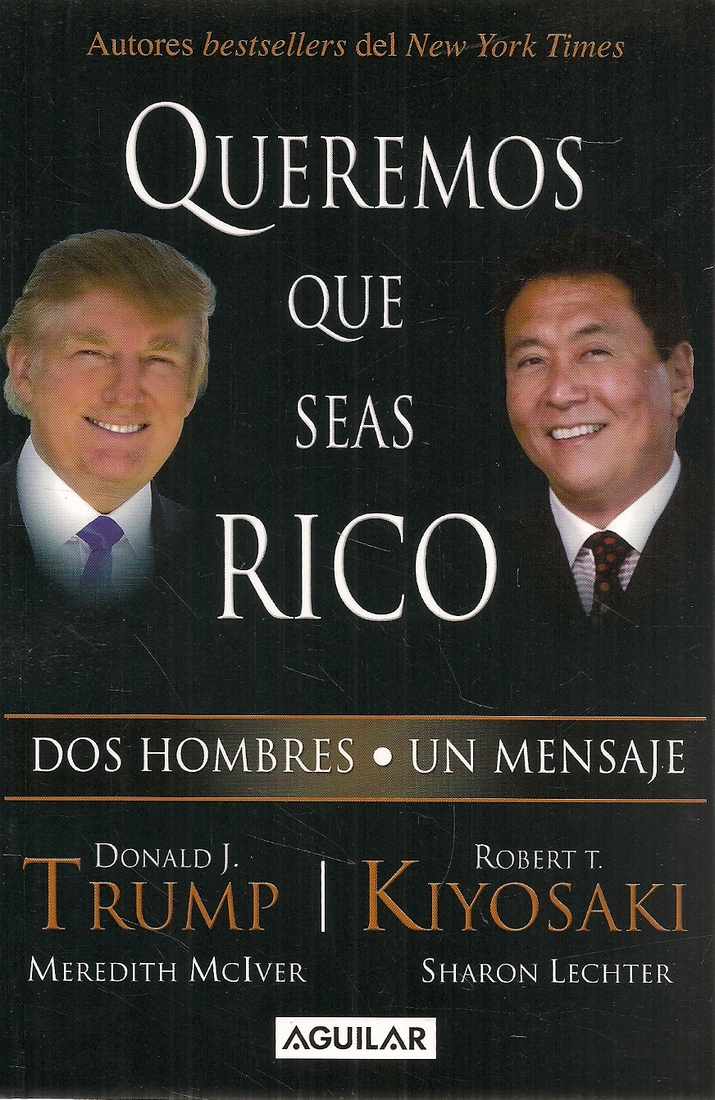 Autores bestsellers del New York Times
QUEREMOS
QUE
SEAS
RICO
DOS HOMBRES • UN MENSAJE
DONALD J.
TRUMP
MEREDITH MCIVER
ROBERT T.
KIYOSAKI
SHARON LECHTER
AGUILAR